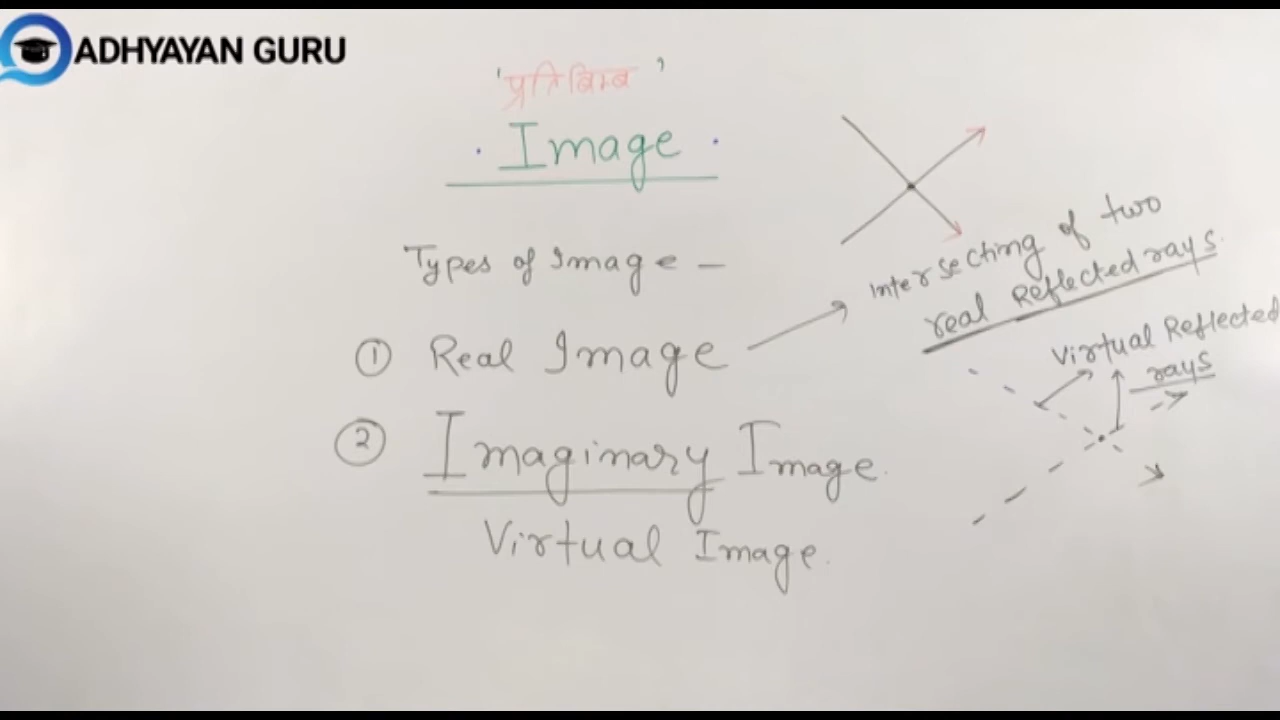 ADHYAYAN GURU
'प्रतिबिम्ब'
. Image .
Types of Image -
① Real Image
Intersecting of two
real Reflected rays.
② Imaginary Image.
Virtual Image.
Virtual Reflected
rays